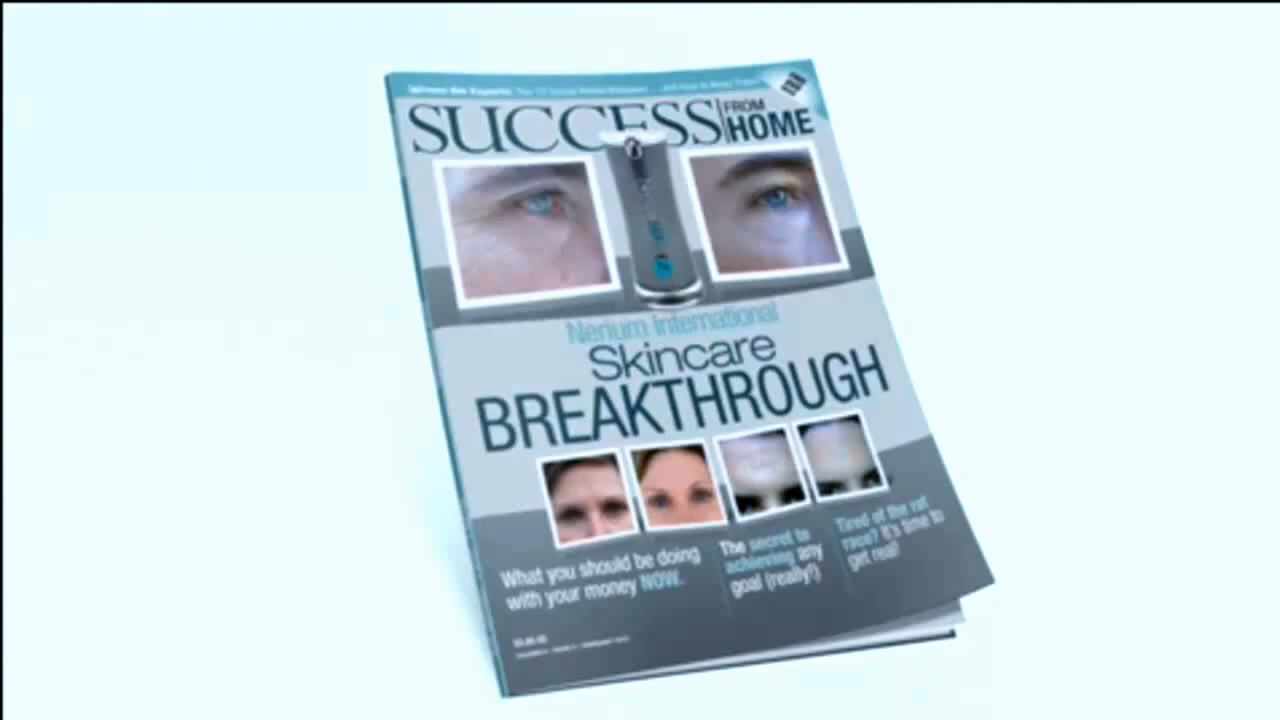 SUCCESS FROM HOME
Nerium International
Skincare
BREAKTHROUGH
What you should be doing
with your money NOW.
The secret to
achieving any
goal (really!)
Tired of the rat
race? It's time to
get real!